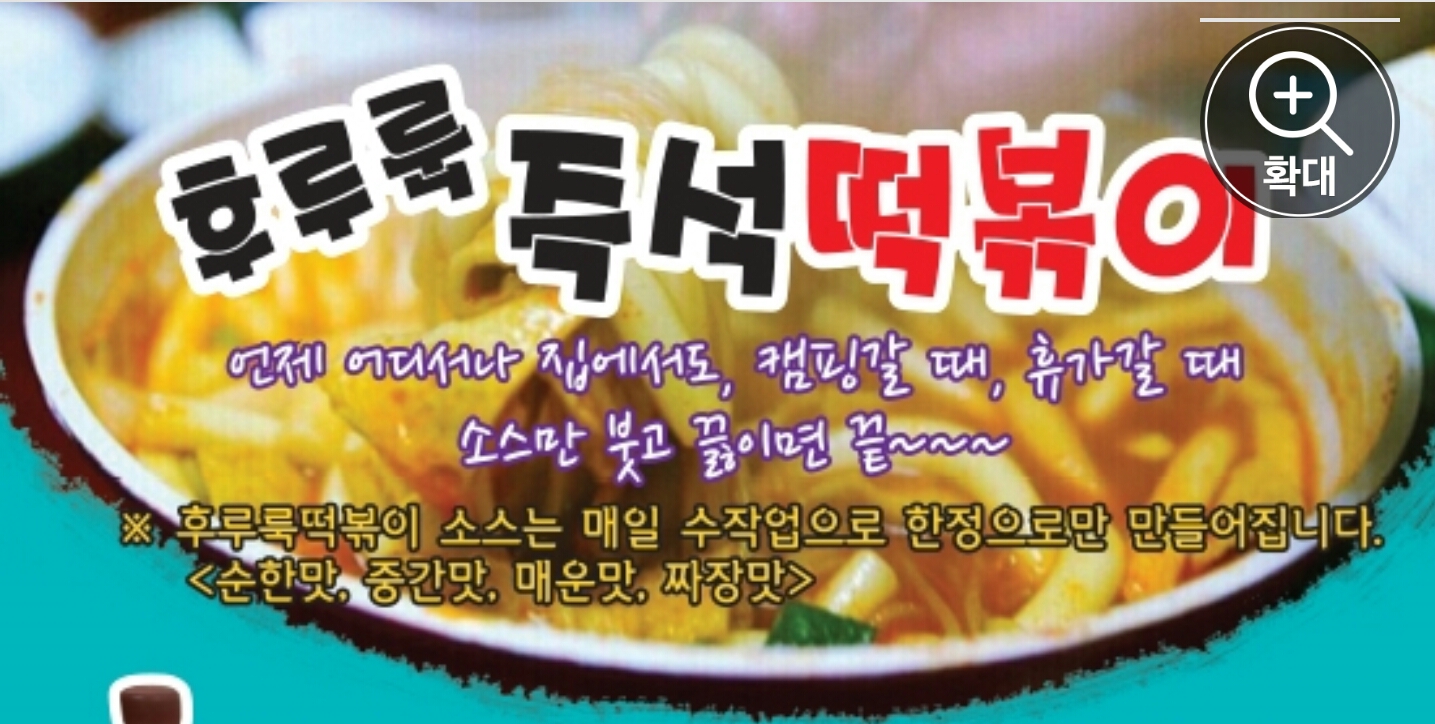 확대
후루룩 즉석떡볶이
언제 어디서나 집에서도, 캠핑갈 때, 휴가갈 때
소스만 붓고 끓이면 끝~~~~
※ 후루룩떡볶이 소스는 매일 수작업으로 한정으로만 만들어집니다.
<순한맛, 중간맛, 매운맛, 짜장맛>